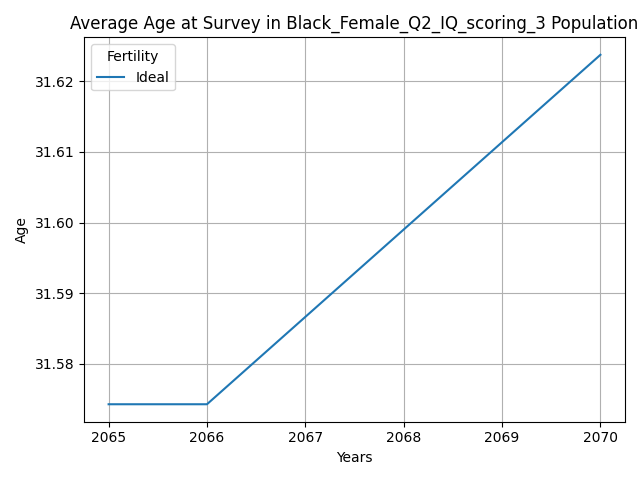 Average Age at Survey in Black_Female_Q2_IQ_scoring_3 Population
Fertility
Ideal
31.62
31.61
31.60
31.59
31.58
Age
2065 2066 2067 2068 2069 2070
Years